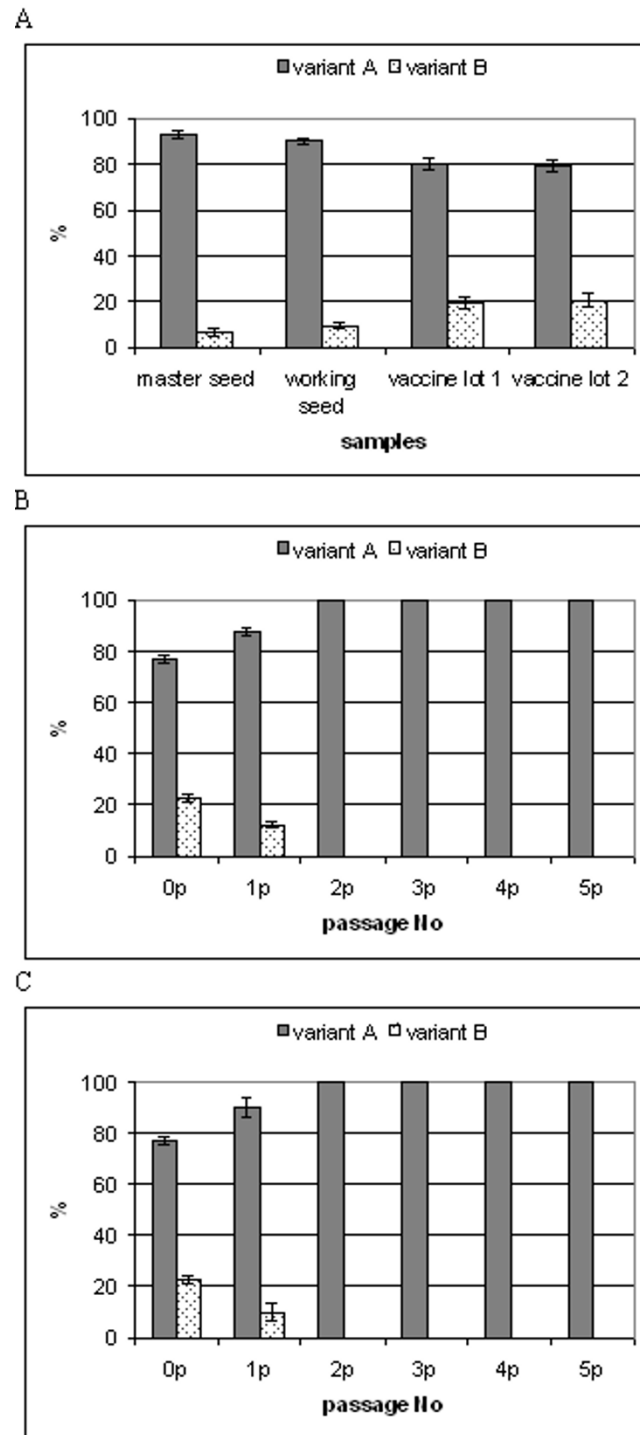 A
variant A variant B
100
80
60
40
20
0
%
master seed working seed vaccine lot 1 vaccine lot 2
samples
B
variant A variant B
100
80
60
40
20
0
%
0p 1p 2p 3p 4p 5p
passage No
C
variant A variant B
100
80
60
40
20
0
%
0p 1p 2p 3p 4p 5p
passage No